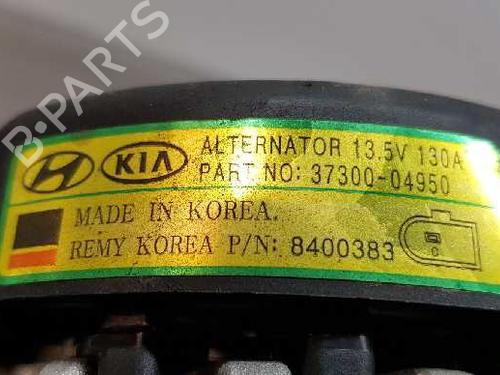 ALTERNATOR 13.5V 130A
KIA
PART NO: 37300-04950
MADE IN KOREA.
REMY KOREA P/N: 8400383
C
B-PARTS